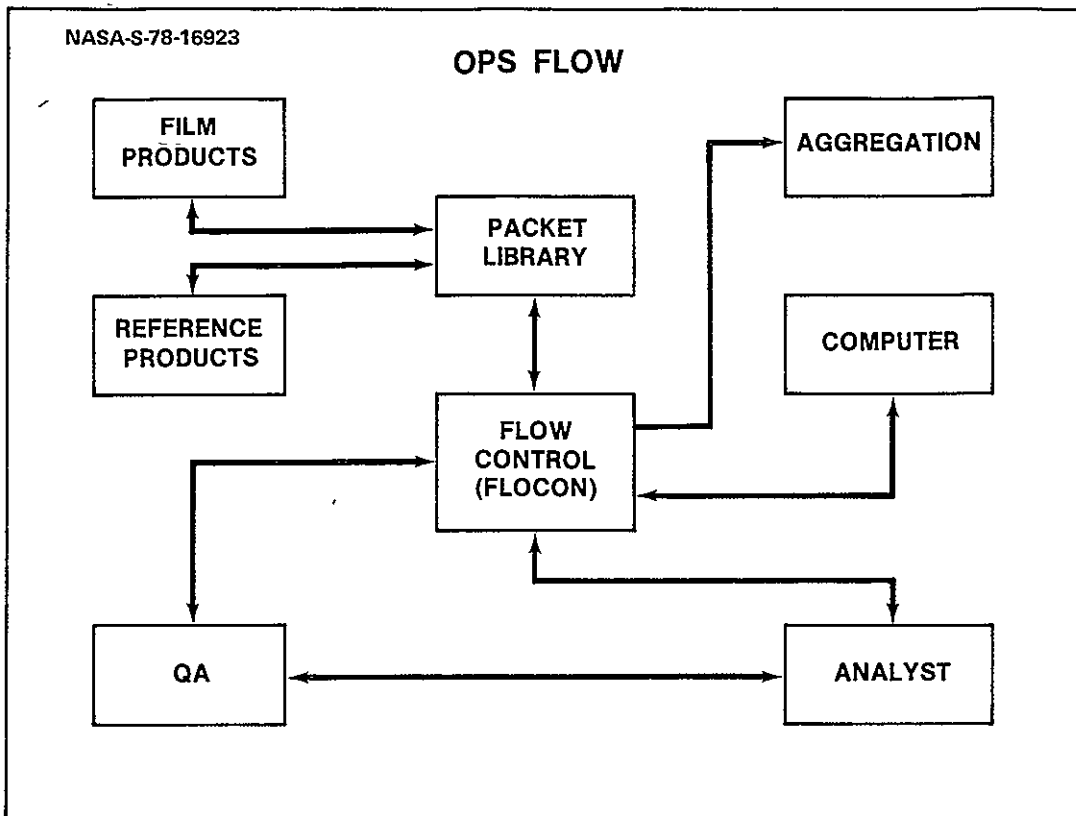 NASA-S-78-16923
OPS FLOW
FILM
PRODUCTS
AGGREGATION
PACKET
LIBRARY
REFERENCE
PRODUCTS
COMPUTER
FLOW
CONTROL
(FLOCON)
QA
ANALYST